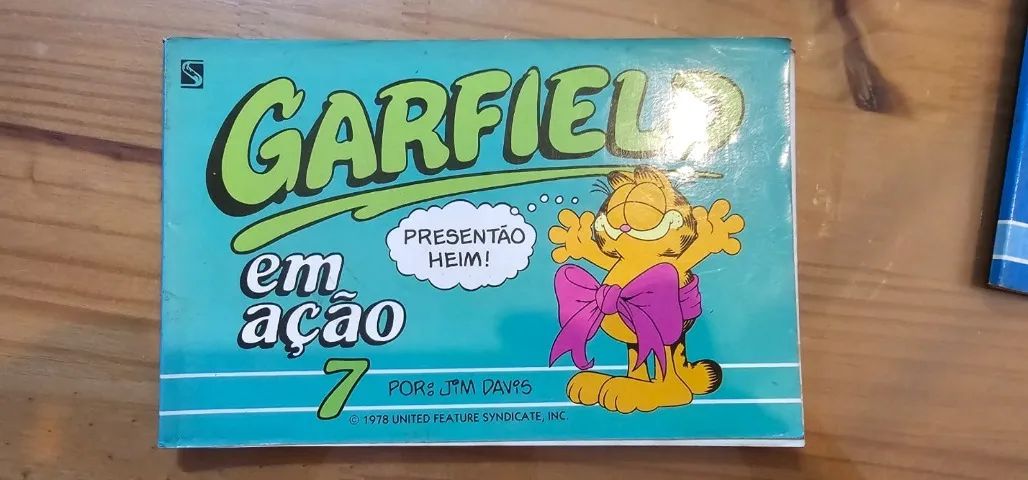 GARFIELD
em
ação
7
PRESENTÃO
HEIM!
POR: JIM DAVIS
© 1978 UNITED FEATURE SYNDICATE, INC.